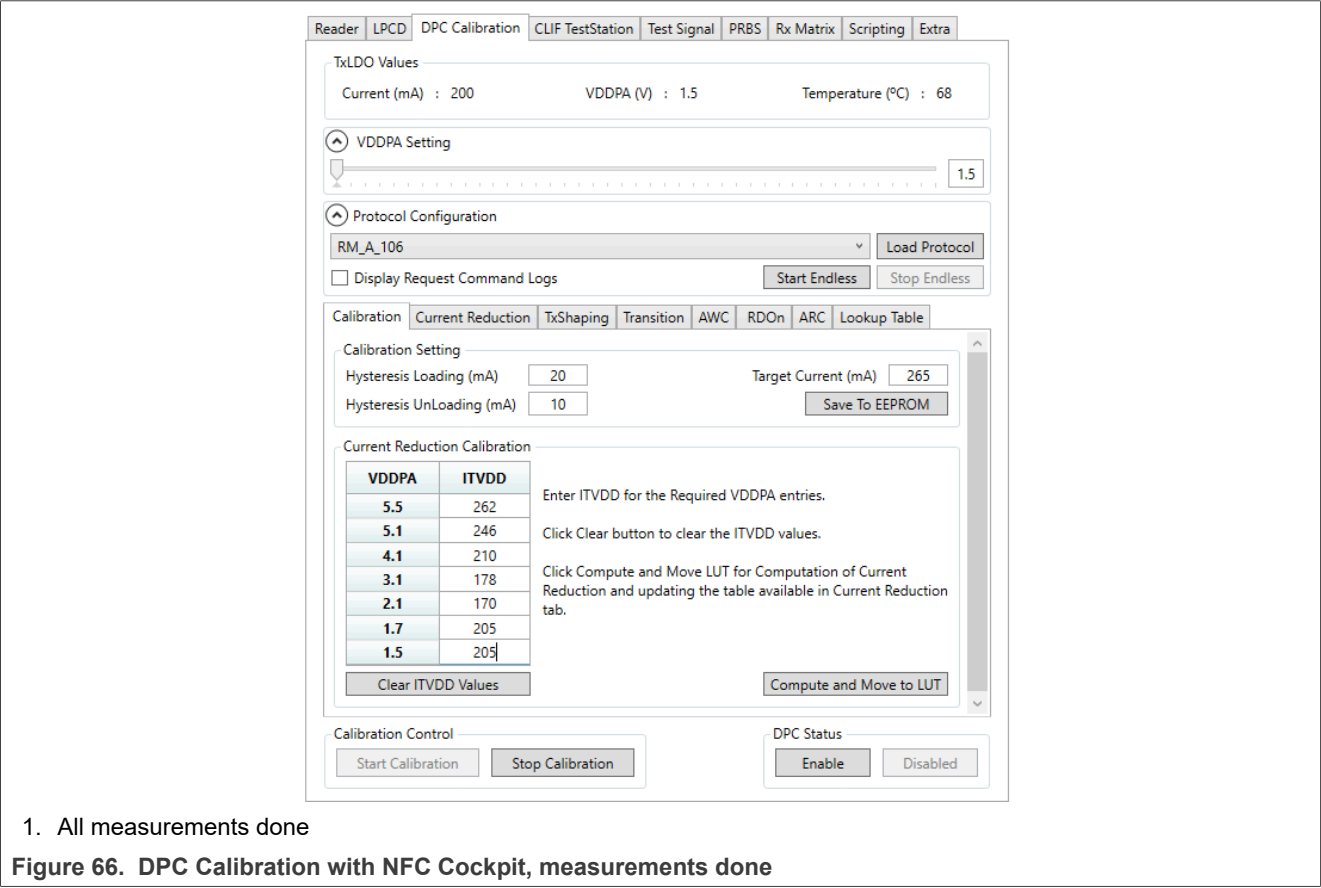 Reader LPCD DPC Calibration CLIF TestStation Test Signal PRBS Rx Matrix Scripting Extra
TxLDO Values
Current (mA) : 200 VDDPA (V) : 1.5 Temperature (ºC) : 68
VDDPA Setting
1.5
Protocol Configuration
RM_A_106 Load Protocol
Display Request Command Logs Start Endless Stop Endless
Calibration Current Reduction TxShaping Transition AWC RDOn ARC Lookup Table
Calibration Setting
Hysteresis Loading (mA) 20 Target Current (mA) 265
Hysteresis UnLoading (mA) 10 Save To EEPROM
Current Reduction Calibration
VDDPA ITVDD
5.5 262
5.1 246
4.1 210
3.1 178
2.1 170
1.7 205
1.5 205
Enter ITVDD for the Required VDDPA entries.
Click Clear button to clear the ITVDD values.
Click Compute and Move LUT for Computation of Current
Reduction and updating the table available in Current Reduction
tab.
Clear ITVDD Values Compute and Move to LUT
Calibration Control DPC Status
Start Calibration Stop Calibration Enable Disabled
1. All measurements done
Figure 66. DPC Calibration with NFC Cockpit, measurements done